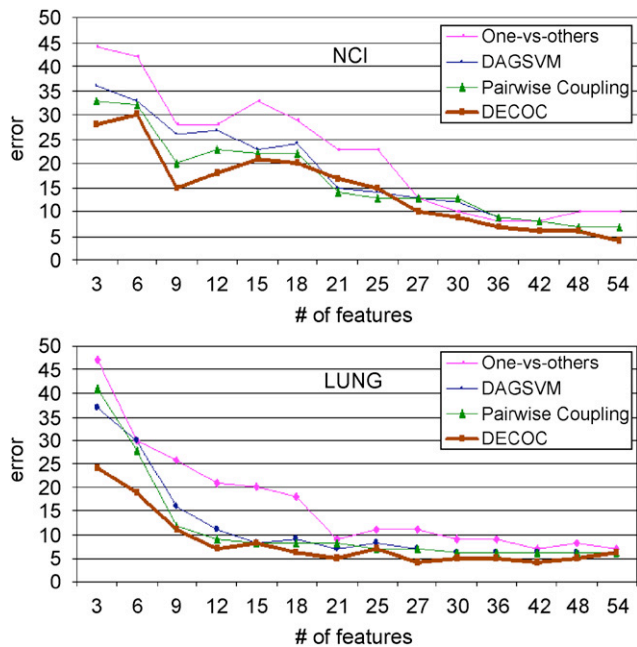 50
45
40
35
30
25
20
15
10
5
0
error
NCI
One-vs-others
DAGSVM
Pairwise Coupling
DECOC
3 6 9 12 15 18 21 25 27 30 36 42 48 54
# of features
50
45
40
35
30
25
20
15
10
5
0
error
LUNG
One-vs-others
DAGSVM
Pairwise Coupling
DECOC
3 6 9 12 15 18 21 25 27 30 36 42 48 54
# of features